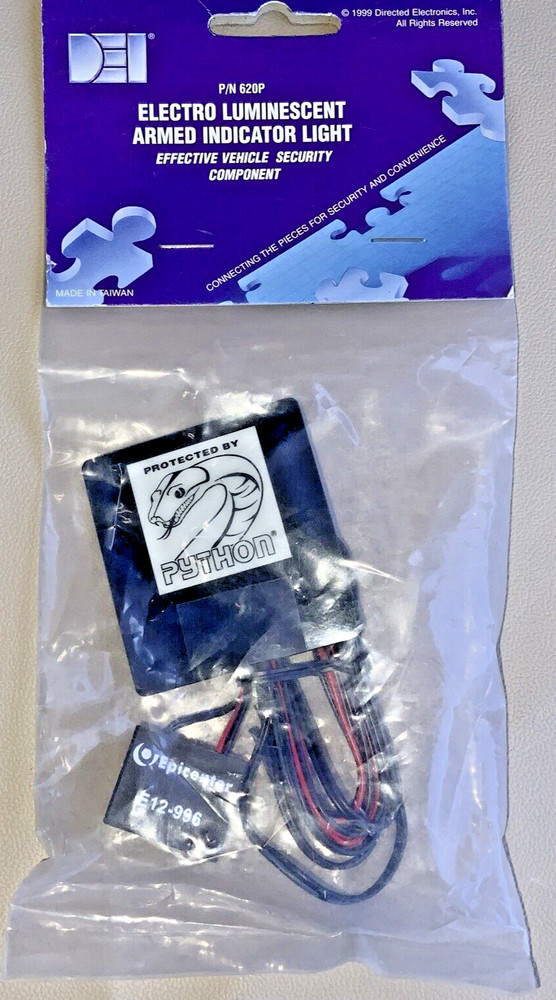 © 1999 Directed Electronics, Inc.
All Rights Reserved
DEI®
P/N 620P
ELECTRO LUMINESCENT
ARMED INDICATOR LIGHT
EFFECTIVE VEHICLE SECURITY
COMPONENT
CONNECTING THE PIECES FOR SECURITY AND CONVENIENCE
MADE IN TAIWAN
PROTECTED BY
PYTHON®
Epicenter
E12-996